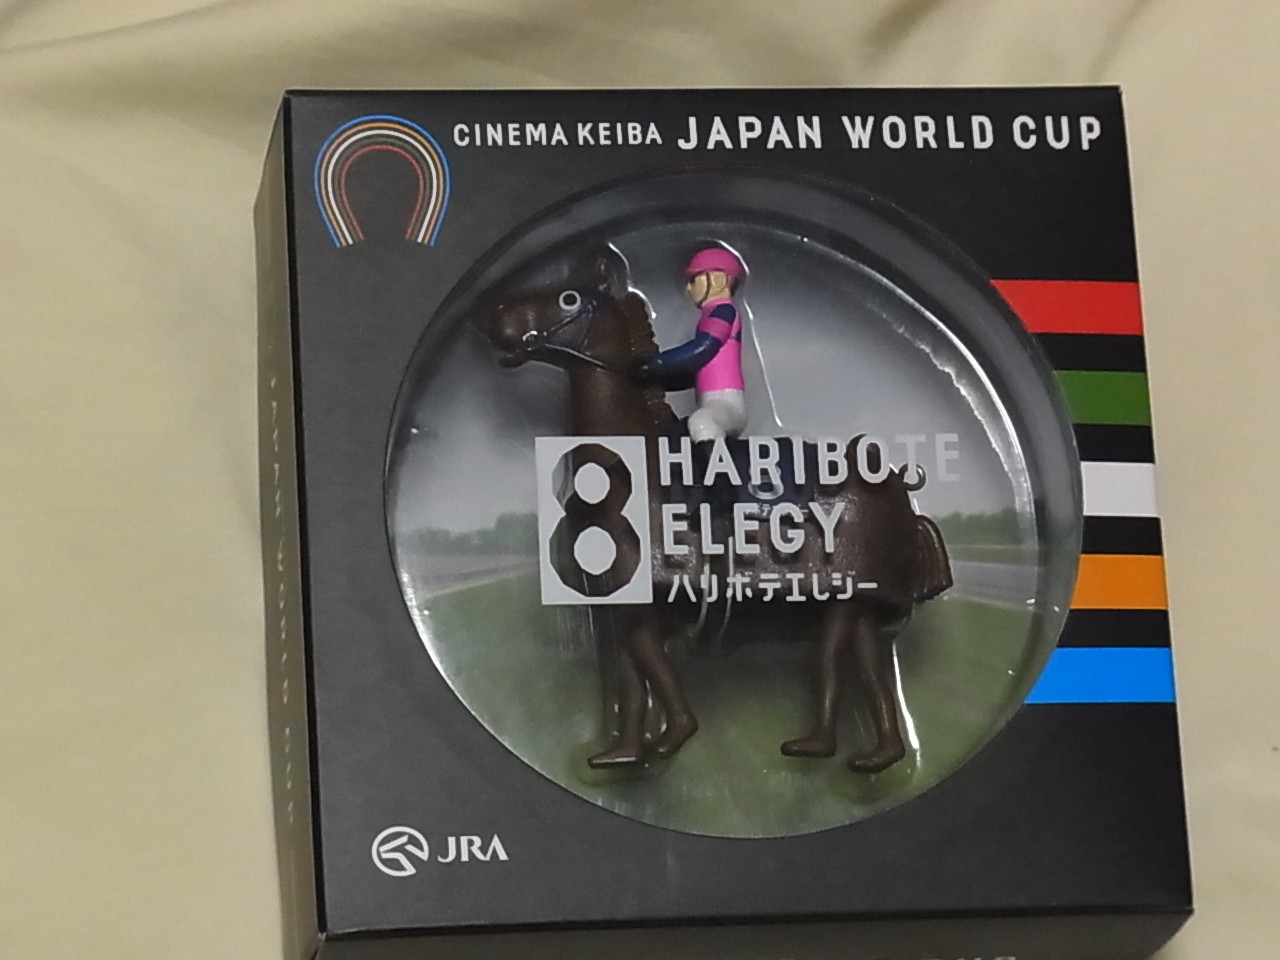 CINEMA KEIBA JAPAN WORLD CUP
8
HARIBOTE
ELEGY
ハリボテエレジー
JRA